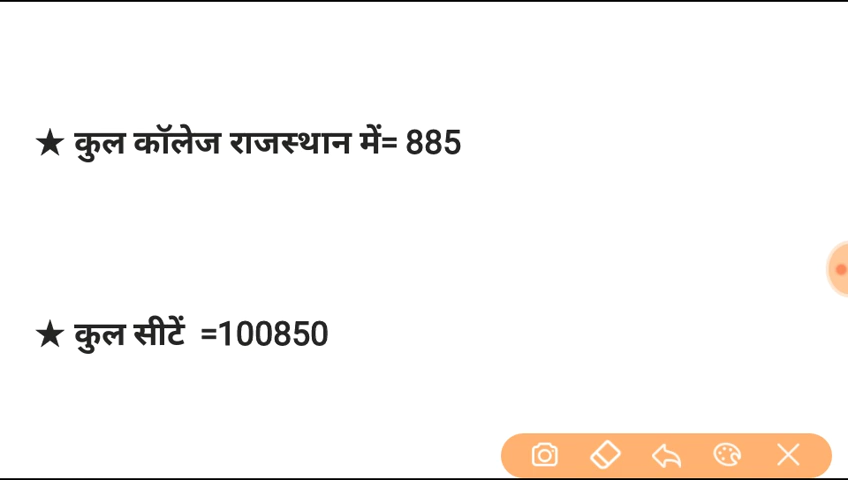 ★ कुल कॉलेज राजस्थान में= 885
★ कुल सीटें =100850